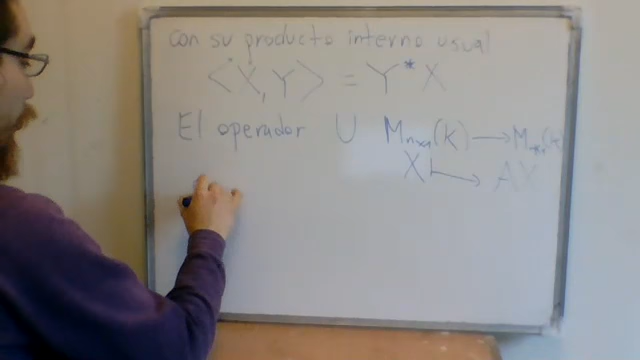 con su producto interno usual
<X,Y> = Y* X
El operador U Mnx1(K) → Mnx1(K)
X ↦ AX